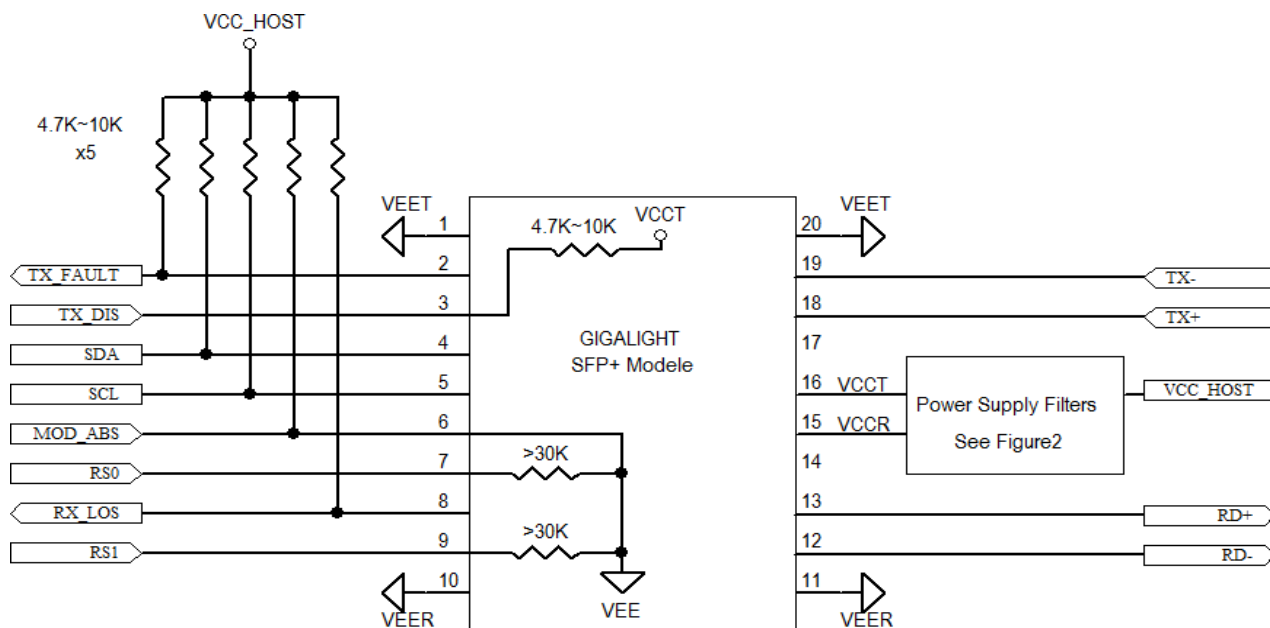 VCC_HOST
4.7K~10K
x5
VEET
1
4.7K~10K
VCCT
20
VEET
TX_FAULT
2
19
TX-
TX_DIS
3
18
TX+
SDA
4
GIGALIGHT
SFP+ Modele
17
SCL
5
16
VCCT
Power Supply Filters
See Figure2
VCC_HOST
MOD_ABS
6
15
VCCR
RS0
7
>30K
14
RX_LOS
8
13
RD+
RS1
9
>30K
12
RD-
VEER
10
VEE
11
VEER